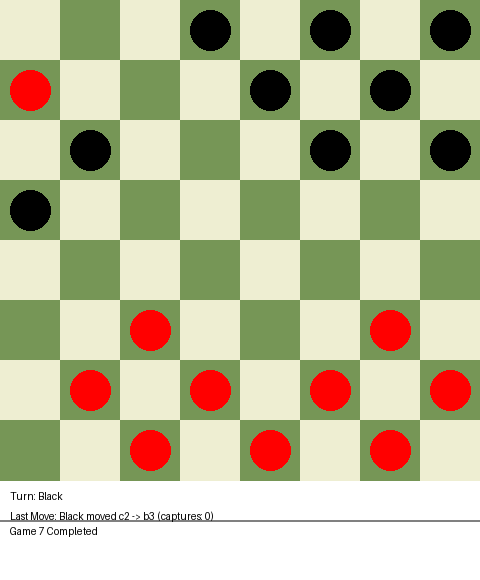 Turn: Black
Last Move: Black moved c2 -> b3 (captures: 0)
Game 7 Completed